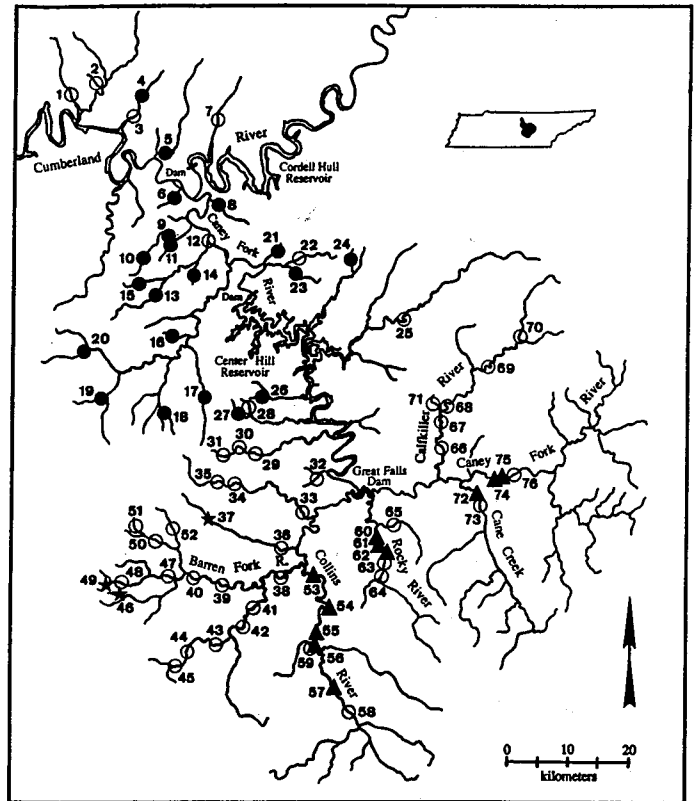 2
1
4
3
7
5
River
Cumberland
Dam
Cordell Hull
Reservoir
6
8
9
Caney
12
11
Fork
21
22
24
10
14
23
15
13
Dam
River
16
25
70
20
Center Hill
Reservoir
69
River
19
17
26
71
68
18
27
28
67
Calfkiller
River
30
66
31
29
Caney
75
Fork
35
32
Great Falls
Dam
74
76
34
72
51
37
33
65
73
52
60
Cane
Creek
50
36
61
Rocky
62
48
47
Barren
Fork
R.
Collins
63
49
40
39
38
53
64
River
46
41
54
44
43
42
55
59
56
45
57
River
58
0
10
20
kilometers